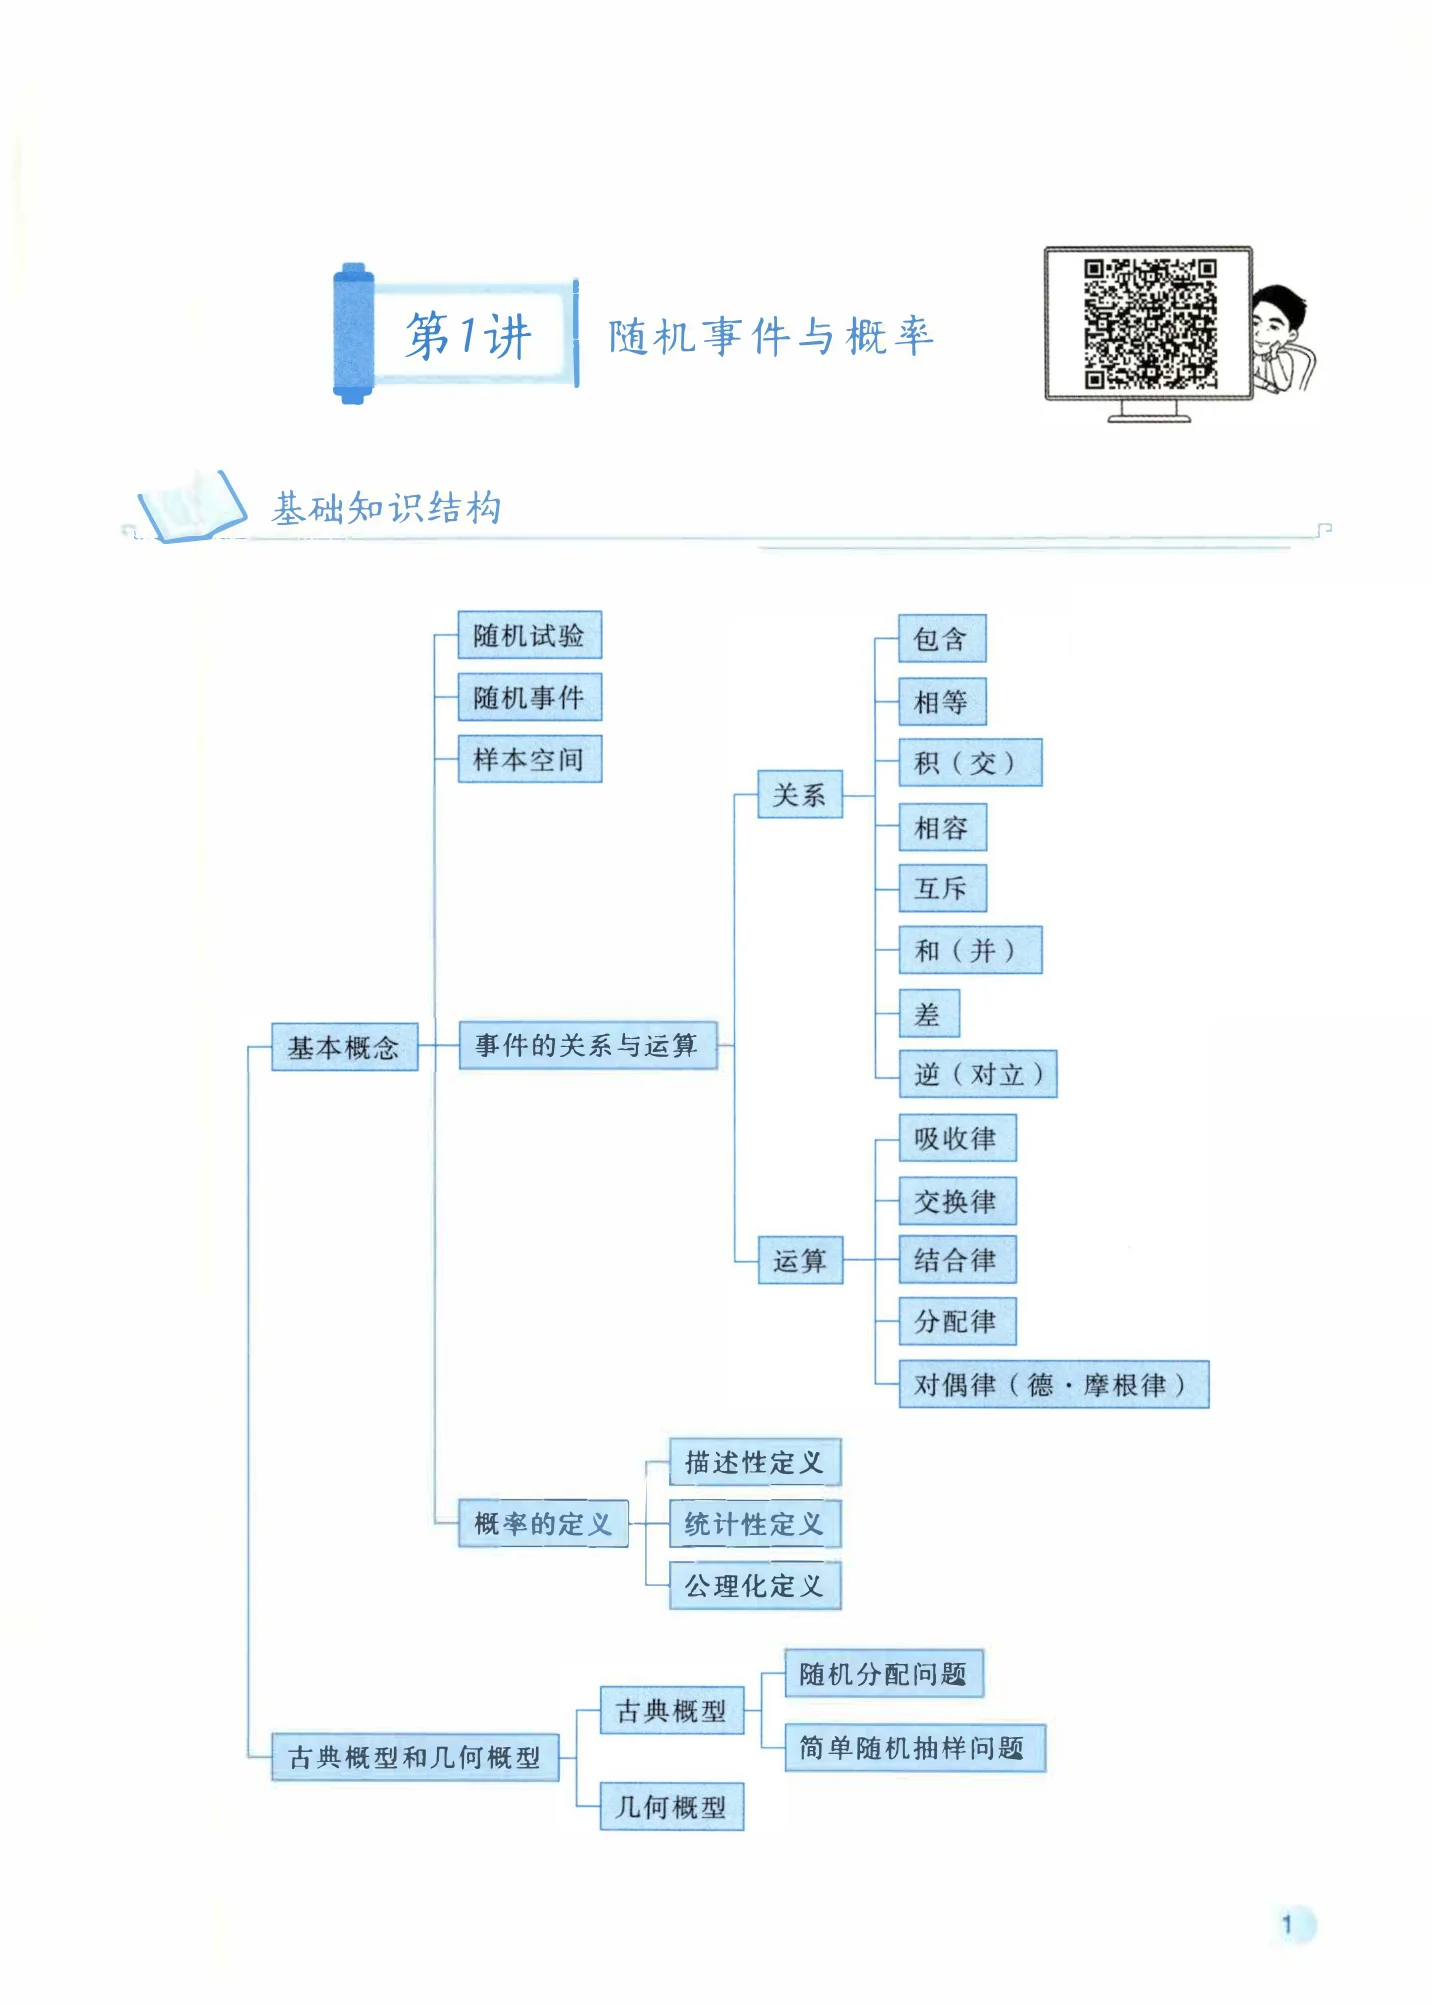 第1讲
随机事件与概率
基础知识结构
随机试验
随机事件
样本空间
包含
相等
积(交)
关系
相容
互斥
和(并)
差
逆(对立)
基本概念
事件的关系与运算
吸收律
交换律
运算
结合律
分配律
对偶律(德·摩根律)
描述性定义
概率的定义
统计性定义
公理化定义
随机分配问题
古典概型
简单随机抽样问题
古典概型和几何概型
几何概型
1